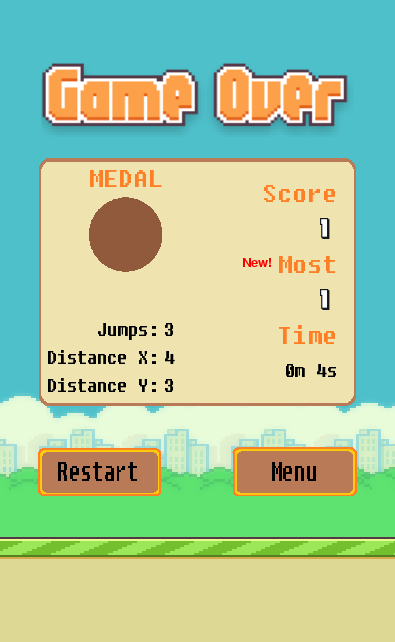 Game Over
MEDAL
Score
1
New! Most
1
Jumps: 3
Time
Distance X: 4
0m 4s
Distance Y: 3
Restart
Menu